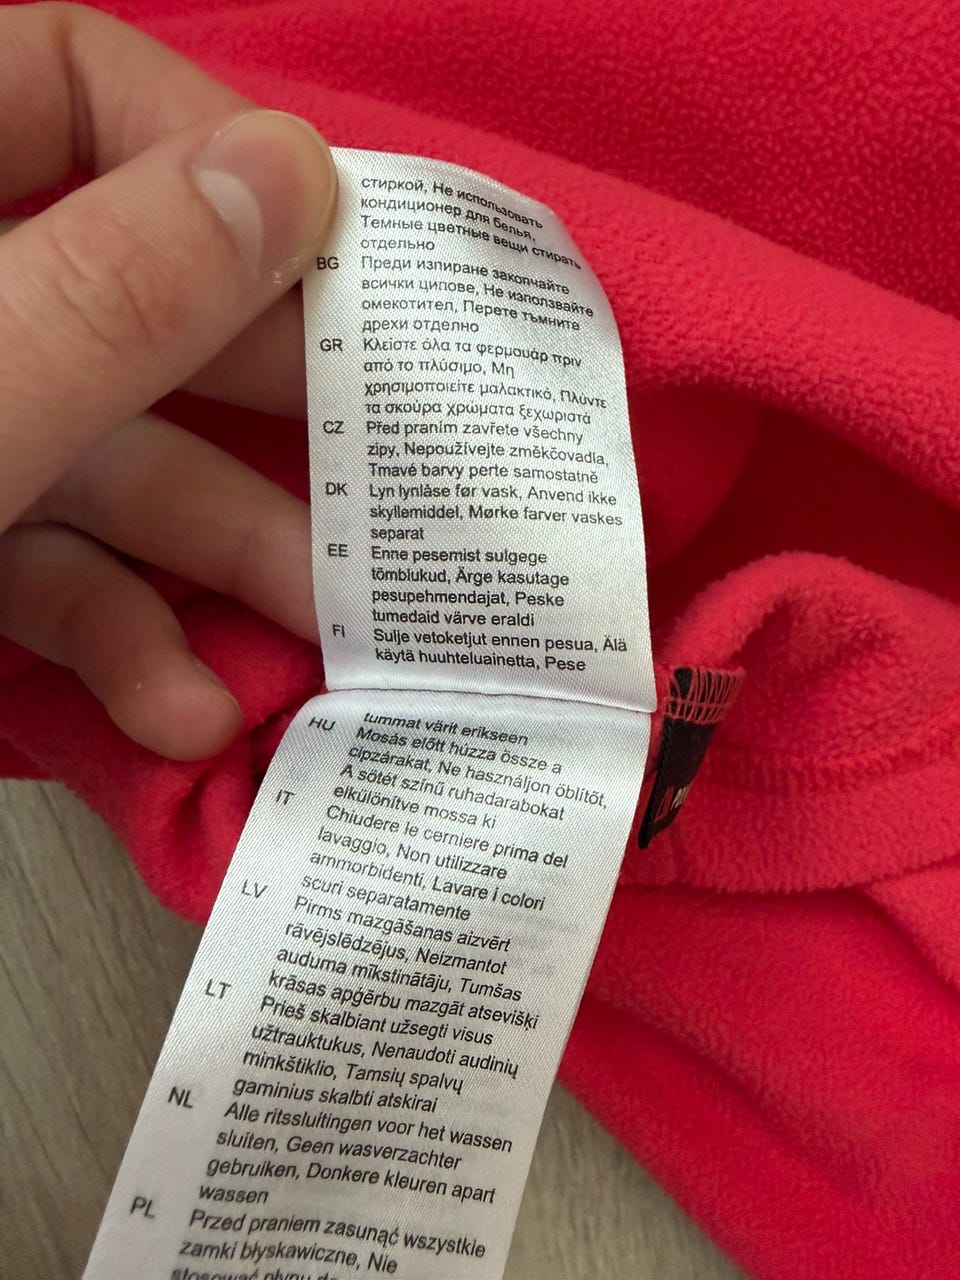 стиркой, Не использовать
кондиционер для белья,
Темные цветные вещи стирать
отдельно
BG Преди изпиране закопчайте
всички ципове, Не използвайте
омекотител, Перете тъмните
дрехи отделно
GR Κλείστε όλα τα φερμουάρ πριν
από το πλύσιμο, Μη
χρησιμοποιείτε μαλακτικό, Πλύντε
τα σκούρα χρώματα ξεχωριστά
CZ Před praním zavřete všechny
zipy, Nepoužívejte změkčovadla,
Tmavé barvy perte samostatně
DK Lyn lynlåse før vask, Anvend ikke
skyllemiddel, Mørke farver vaskes
separat
EE Enne pesemist sulgege
tõmblukud, Ärge kasutage
pesupehmendajat, Peske
tumedaid värve eraldi
FI Sulje vetoketjut ennen pesua, Älä
käytä huuhteluainetta, Pese
tummat värit erikseen
HU Mosás előtt húzza össze a
cipzárakat, Ne használjon öblítőt,
A sötét színű ruhadarabokat
elkülönítve mossa ki
IT Chiudere le cerniere prima del
lavaggio, Non utilizzare
ammorbidenti, Lavare i colori
scuri separatamente
LV Pirms mazgāšanas aizvērt
rāvējslēdzējus, Neizmantot
auduma mīkstinātāju, Tumšas
krāsas apģērbu mazgāt atsevišķi
LT Prieš skalbiant užsegti visus
užtrauktukus, Nenaudoti audinių
minkštiklio, Tamsių spalvų
gaminius skalbti atskirai
NL Alle ritssluitingen voor het wassen
sluiten, Geen wasverzachter
gebruiken, Donkere kleuren apart
wassen
PL Przed praniem zasunąć wszystkie
zamki błyskawiczne, Nie
stosować płynu